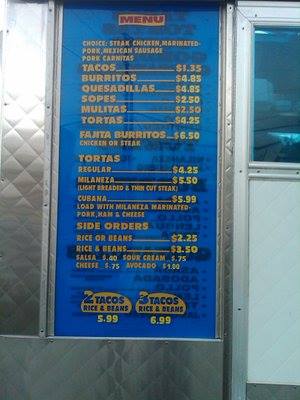 MENU
CHOICE: STEAK CHICKEN, MARINATED-
PORK, MEXICAN SAUSAGE
PORK CARNITAS
TACOS $1.35
BURRITOS $4.85
QUESADILLAS $4.85
SOPES $2.50
MULITAS $2.50
TORTAS $4.25
FAJITA BURRITOS $6.50
CHICKEN OR STEAK
TORTAS
REGULAR $4.25
MILANEZA $5.50
(LIGHT BREADED & THIN CUT STEAK)
CUBANA $5.99
LOAD WITH MILANEZA MARINATED-
PORK, HAM & CHEESE
SIDE ORDERS
RICE OR BEANS $2.25
RICE & BEANS $3.50
SALSA $.40 SOUR CREAM $.75
CHEESE $.75 AVOCADO $1.00
2 TACOS 3 TACOS
RICE & BEANS RICE & BEANS
5.99 6.99